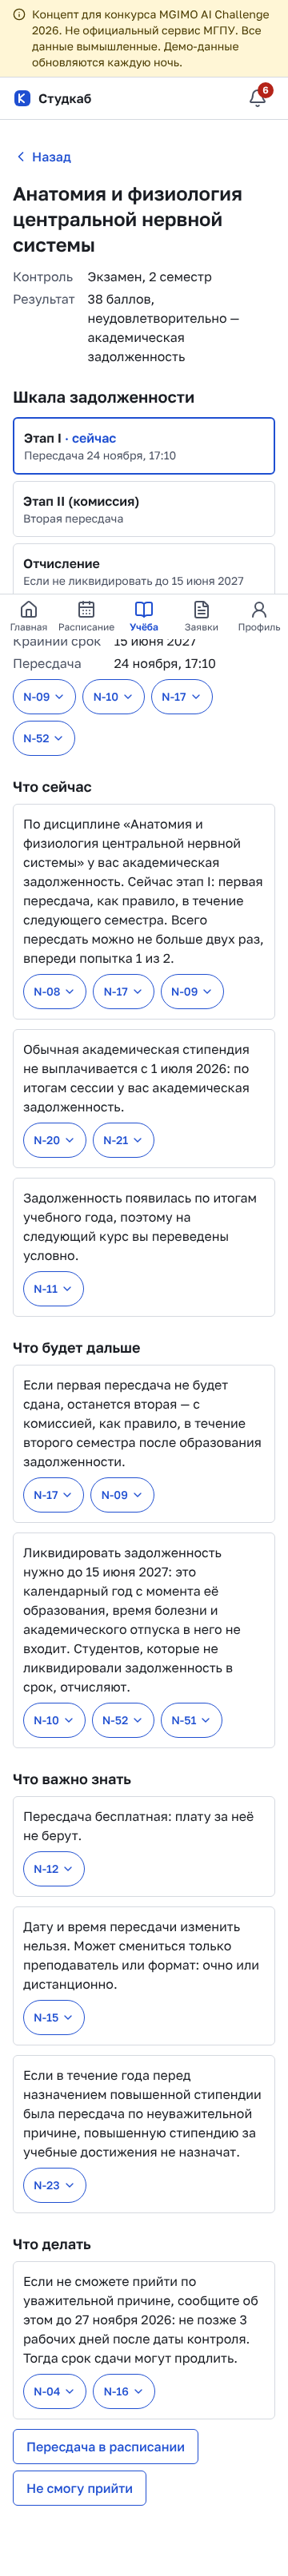 Концепт для конкурса MGIMO AI Challenge
2026. Не официальный сервис МГПУ. Все
данные вымышленные. Демо-данные
обновляются каждую ночь.
Студкаб
6
Назад
Анатомия и физиология
центральной нервной
системы
Контроль Экзамен, 2 семестр
Результат 38 баллов,
неудовлетворительно —
академическая
задолженность
Шкала задолженности
Этап I · сейчас
Пересдача 24 ноября, 17:10
Этап II (комиссия)
Вторая пересдача
Отчисление
Если не ликвидировать до 15 июня 2027
Главная Расписание Учёба Заявки Профиль
Крайний срок 15 июня 2027
Пересдача 24 ноября, 17:10
N-09 N-10 N-17
N-52
Что сейчас
По дисциплине «Анатомия и
физиология центральной нервной
системы» у вас академическая
задолженность. Сейчас этап I: первая
пересдача, как правило, в течение
следующего семестра. Всего
пересдать можно не больше двух раз,
впереди попытка 1 из 2.
N-08 N-17 N-09
Обычная академическая стипендия
не выплачивается с 1 июля 2026: по
итогам сессии у вас академическая
задолженность.
N-20 N-21
Задолженность появилась по итогам
учебного года, поэтому на
следующий курс вы переведены
условно.
N-11
Что будет дальше
Если первая пересдача не будет
сдана, останется вторая — с
комиссией, как правило, в течение
второго семестра после образования
задолженности.
N-17 N-09
Ликвидировать задолженность
нужно до 15 июня 2027: это
календарный год с момента её
образования, время болезни и
академического отпуска в него не
входит. Студентов, которые не
ликвидировали задолженность в
срок, отчисляют.
N-10 N-52 N-51
Что важно знать
Пересдача бесплатная: плату за неё
не берут.
N-12
Дату и время пересдачи изменить
нельзя. Может смениться только
преподаватель или формат: очно или
дистанционно.
N-15
Если в течение года перед
назначением повышенной стипендии
была пересдача по неуважительной
причине, повышенную стипендию за
учебные достижения не назначат.
N-23
Что делать
Если не сможете прийти по
уважительной причине, сообщите об
этом до 27 ноября 2026: не позже 3
рабочих дней после даты контроля.
Тогда срок сдачи могут продлить.
N-04 N-16
Пересдача в расписании
Не смогу прийти